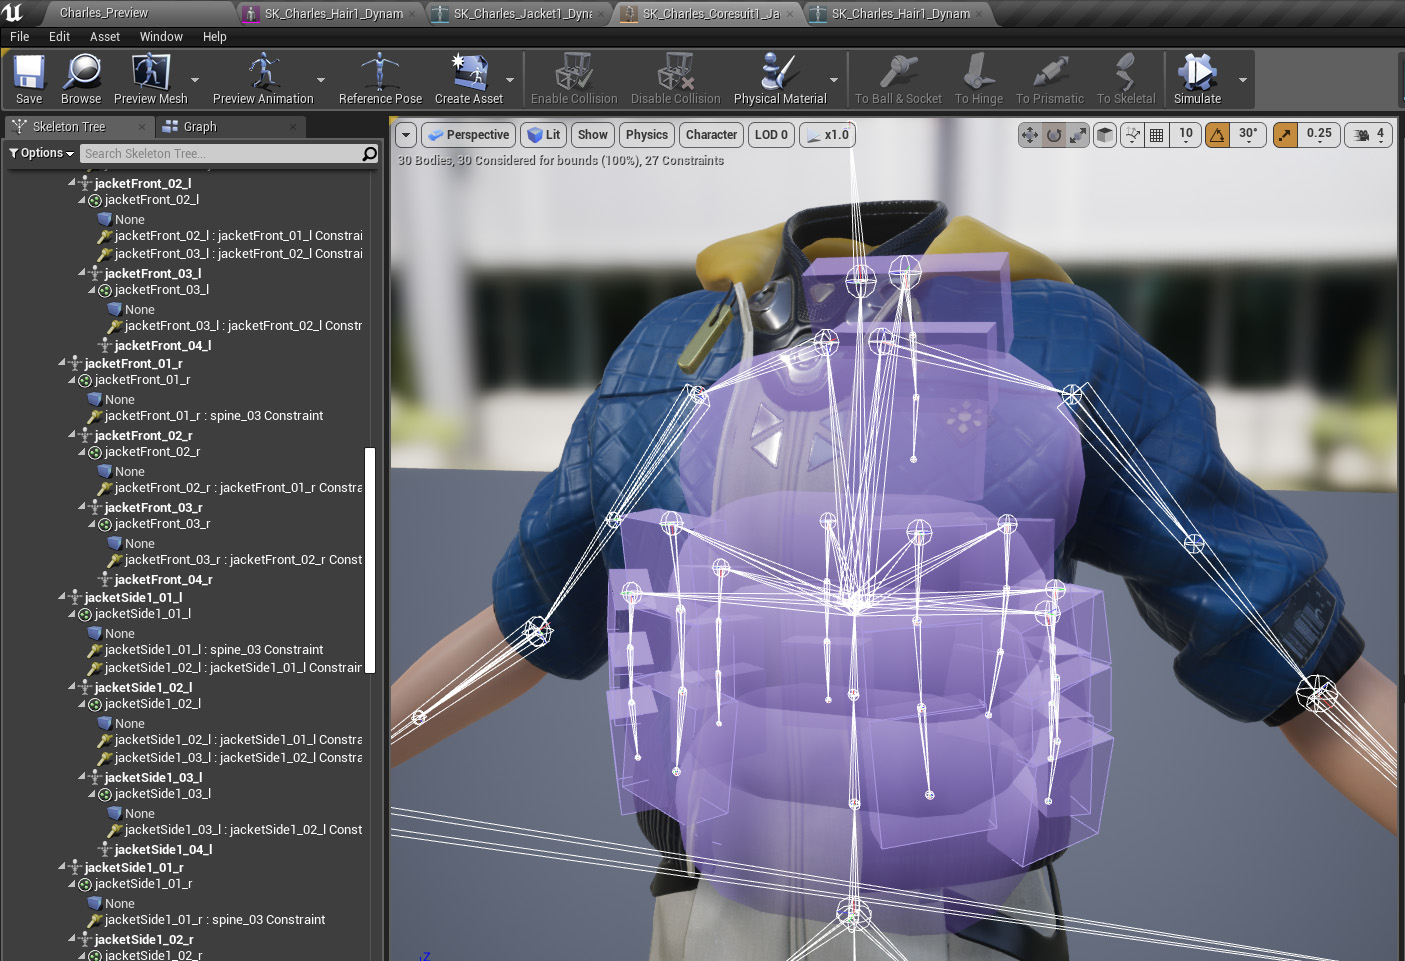 Charles_Preview
SK_Charles_Hair1_Dynam
SK_Charles_Jacket1_Dyna
SK_Charles_Coresuit1_Ja
SK_Charles_Hair1_Dynam
File Edit Asset Window Help
Save Browse Preview Mesh Preview Animation Reference Pose Create Asset Enable Collision Disable Collision Physical Material To Ball & Socket To Hinge To Prismatic To Skeletal Simulate
Skeleton Tree
Graph
Options
Search Skeleton Tree...
Perspective Lit Show Physics Character LOD 0 x1.0 10 30° 0.25 4
30 Bodies, 30 Considered for bounds (100%), 27 Constraints
jacketFront_02_l
jacketFront_02_l
None
jacketFront_02_l : jacketFront_01_l Constrai
jacketFront_03_l : jacketFront_02_l Constrai
jacketFront_03_l
jacketFront_03_l
None
jacketFront_03_l : jacketFront_02_l Constr
jacketFront_04_l
jacketFront_01_r
jacketFront_01_r
None
jacketFront_01_r : spine_03 Constraint
jacketFront_02_r
jacketFront_02_r
None
jacketFront_02_r : jacketFront_01_r Constra
jacketFront_03_r
jacketFront_03_r
None
jacketFront_03_r : jacketFront_02_r Const
jacketFront_04_r
jacketSide1_01_l
jacketSide1_01_l
None
jacketSide1_01_l : spine_03 Constraint
jacketSide1_02_l : jacketSide1_01_l Constrain
jacketSide1_02_l
jacketSide1_02_l
None
jacketSide1_02_l : jacketSide1_01_l Constra
jacketSide1_03_l : jacketSide1_02_l Constra
jacketSide1_03_l
jacketSide1_03_l
None
jacketSide1_03_l : jacketSide1_02_l Const
jacketSide1_04_l
jacketSide1_01_r
jacketSide1_01_r
None
jacketSide1_01_r : spine_03 Constraint
jacketSide1_02_r
jacketSide1_02_r
Z